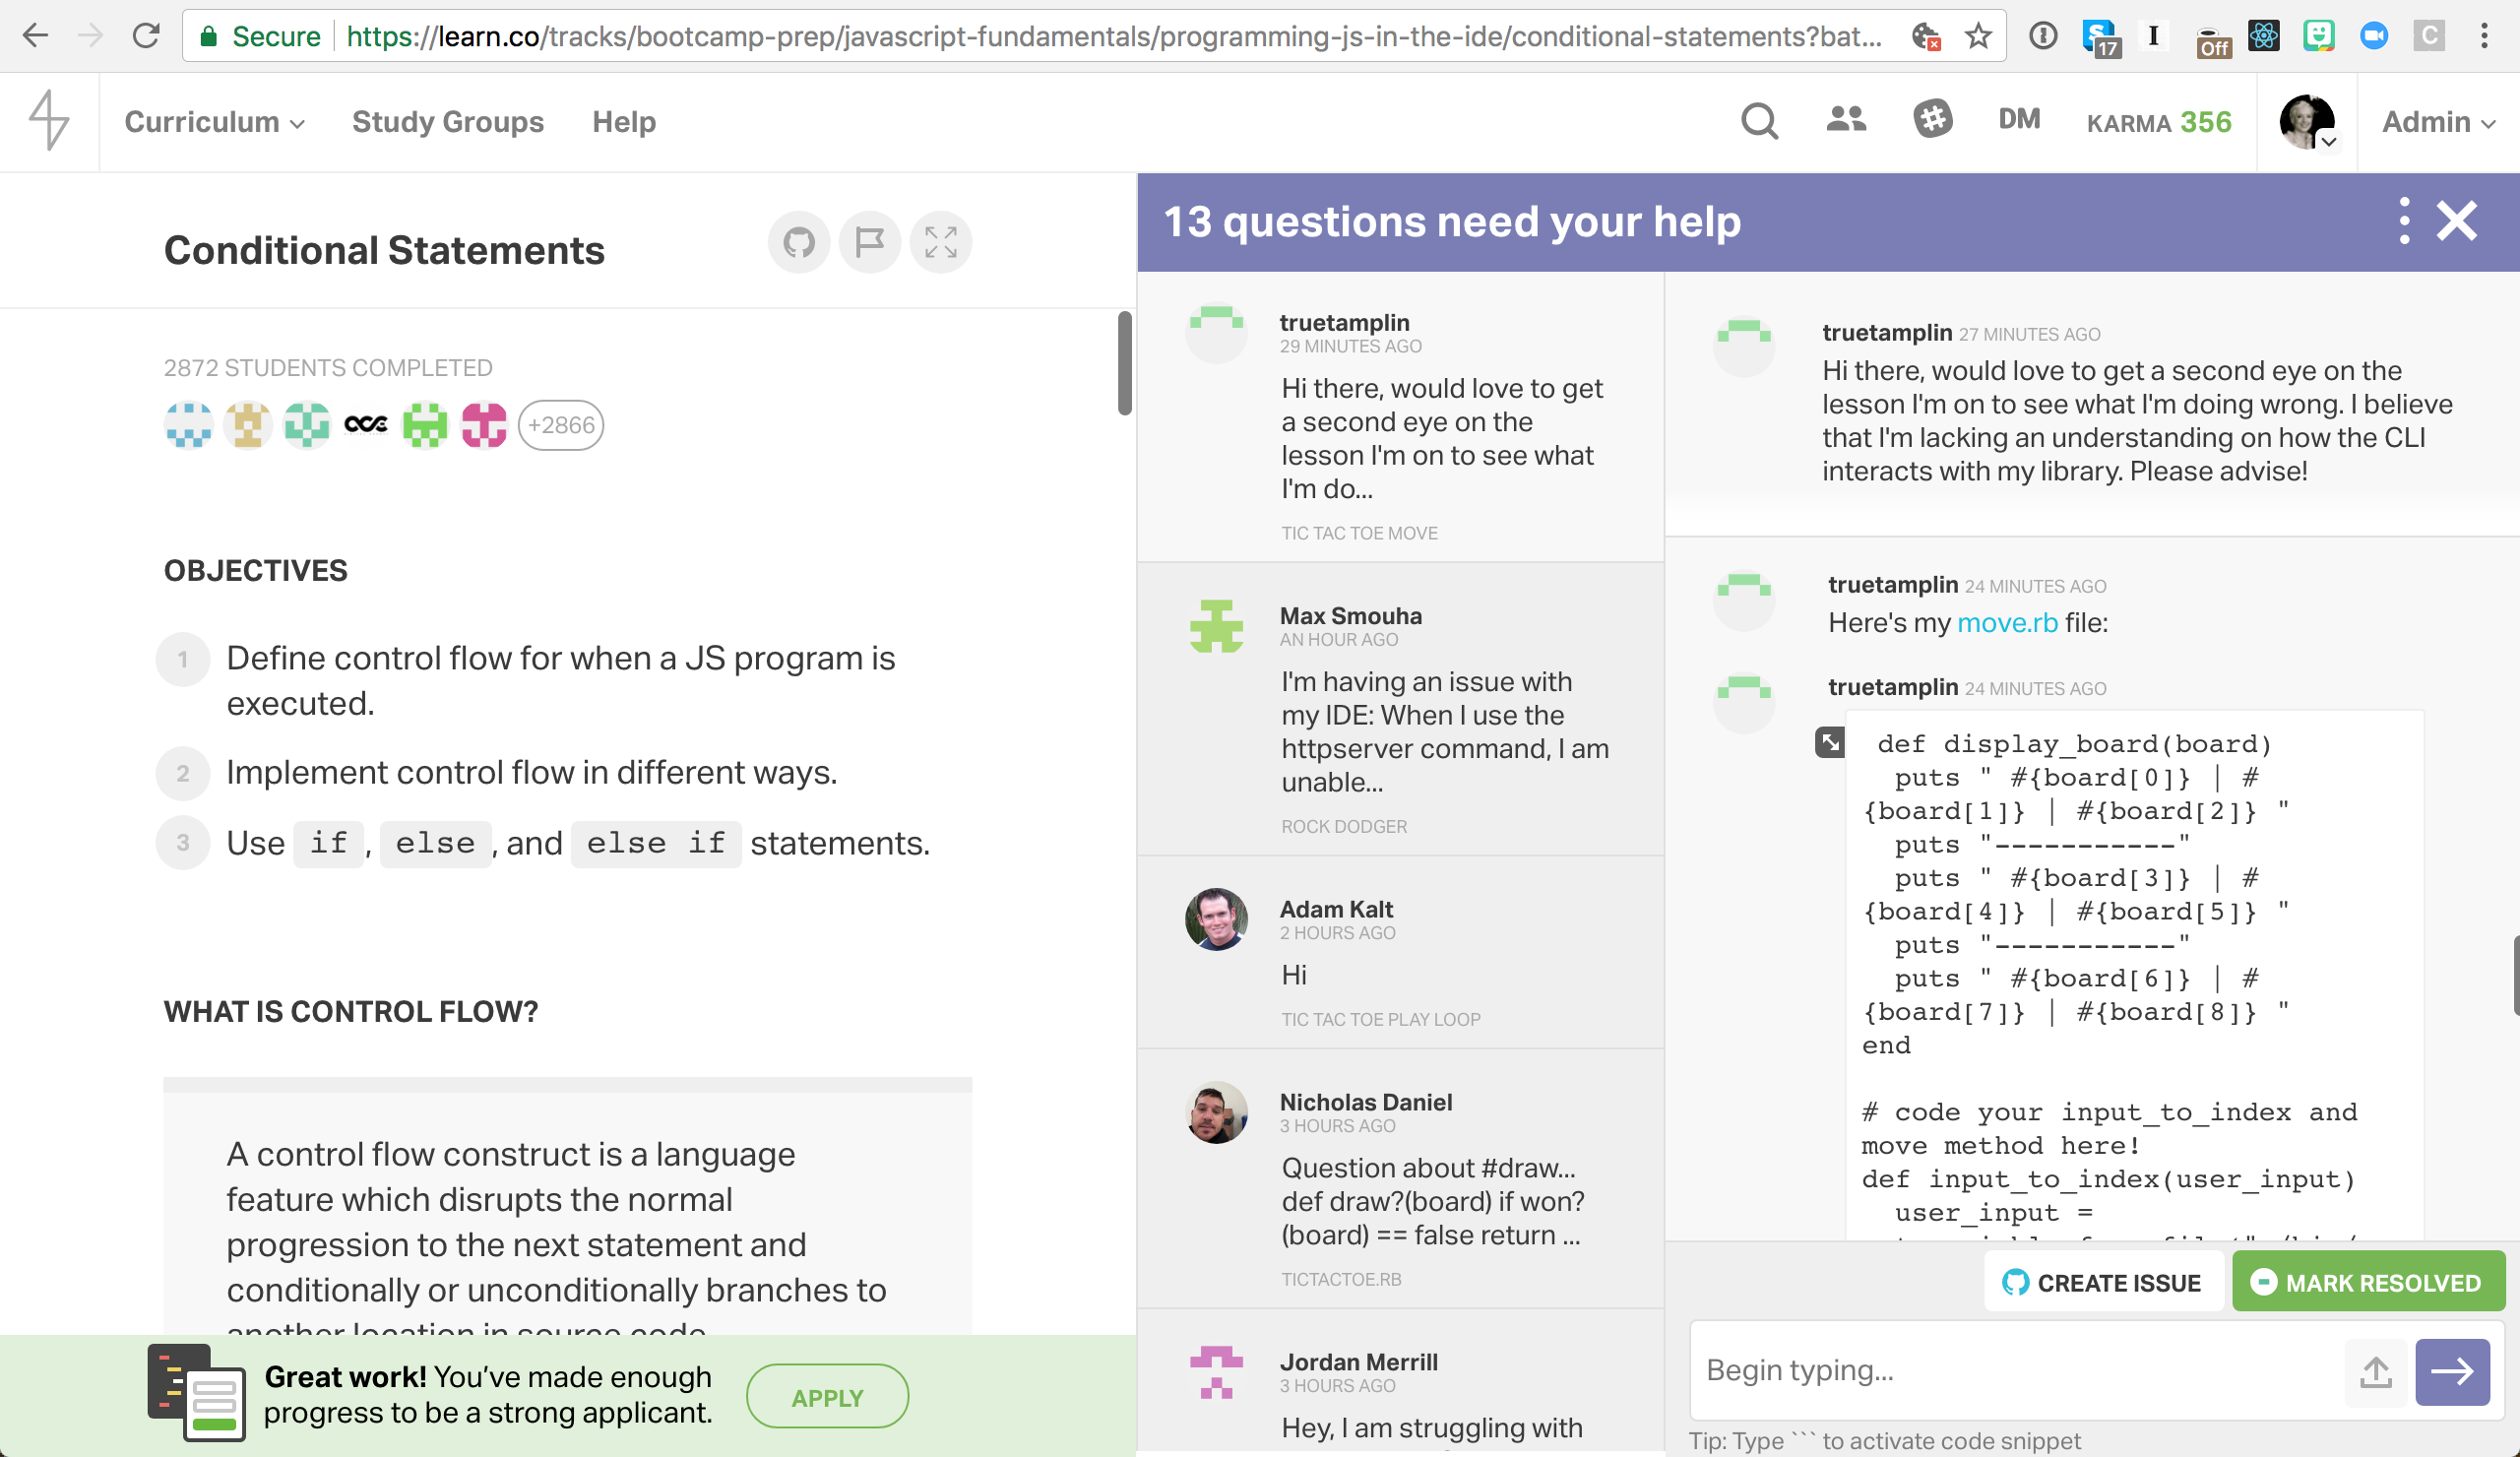 Secure https://learn.co/tracks/bootcamp-prep/javascript-fundamentals/programming-js-in-the-ide/conditional-statements?bat...
17
I
Off
C
Curriculum
Study Groups
Help
DM
KARMA 356
Admin
Conditional Statements
2872 STUDENTS COMPLETED
+2866
OBJECTIVES
1 Define control flow for when a JS program is
executed.
2 Implement control flow in different ways.
3 Use if, else, and else if statements.
WHAT IS CONTROL FLOW?
A control flow construct is a language
feature which disrupts the normal
progression to the next statement and
conditionally or unconditionally branches to
another location in source code
Great work! You’ve made enough
progress to be a strong applicant.
APPLY
13 questions need your help
truetamplin
29 MINUTES AGO
Hi there, would love to get
a second eye on the
lesson I'm on to see what
I'm do...
TIC TAC TOE MOVE
Max Smouha
AN HOUR AGO
I'm having an issue with
my IDE: When I use the
httpserver command, I am
unable...
ROCK DODGER
Adam Kalt
2 HOURS AGO
Hi
TIC TAC TOE PLAY LOOP
Nicholas Daniel
3 HOURS AGO
Question about #draw...
def draw?(board) if won?
(board) == false return ...
TICTACTOE.RB
Jordan Merrill
3 HOURS AGO
Hey, I am struggling with
truetamplin 27 MINUTES AGO
Hi there, would love to get a second eye on the
lesson I'm on to see what I'm doing wrong. I believe
that I'm lacking an understanding on how the CLI
interacts with my library. Please advise!
truetamplin 24 MINUTES AGO
Here's my move.rb file:
truetamplin 24 MINUTES AGO
def display_board(board)
puts " #{board[0]} | #
{board[1]} | #{board[2]} "
puts "-----------"
puts " #{board[3]} | #
{board[4]} | #{board[5]} "
puts "-----------"
puts " #{board[6]} | #
{board[7]} | #{board[8]} "
end
# code your input_to_index and
move method here!
def input_to_index(user_input)
user_input =
CREATE ISSUE
MARK RESOLVED
Begin typing...
Tip: Type ``` to activate code snippet